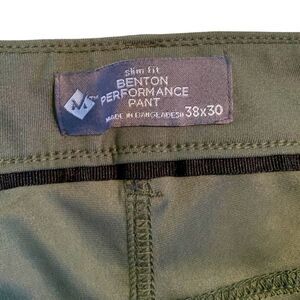 slim fit
BENTON
PERFORMANCE
PANT
MADE IN BANGLADESH 38x30